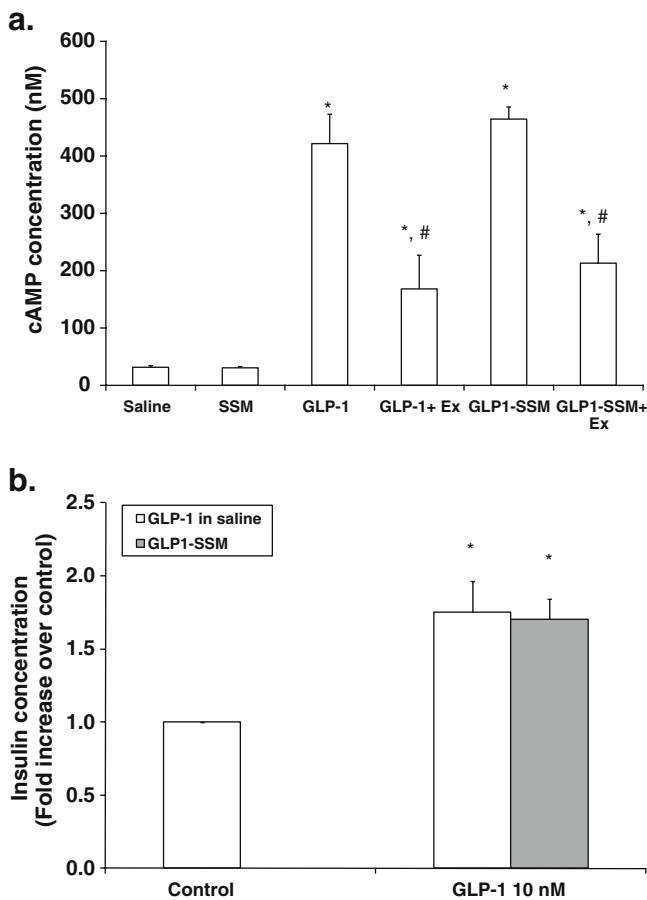 a.
cAMP concentration (nM)
600
500
400
300
200
100
0
*
*, #
*
*, #
Saline
SSM
GLP-1
GLP-1+ Ex
GLP1-SSM
GLP1-SSM+
Ex
b.
Insulin concentration
(Fold increase over control)
2.5
2.0
1.5
1.0
0.5
0.0
GLP-1 in saline
GLP1-SSM
*
*
Control
GLP-1 10 nM